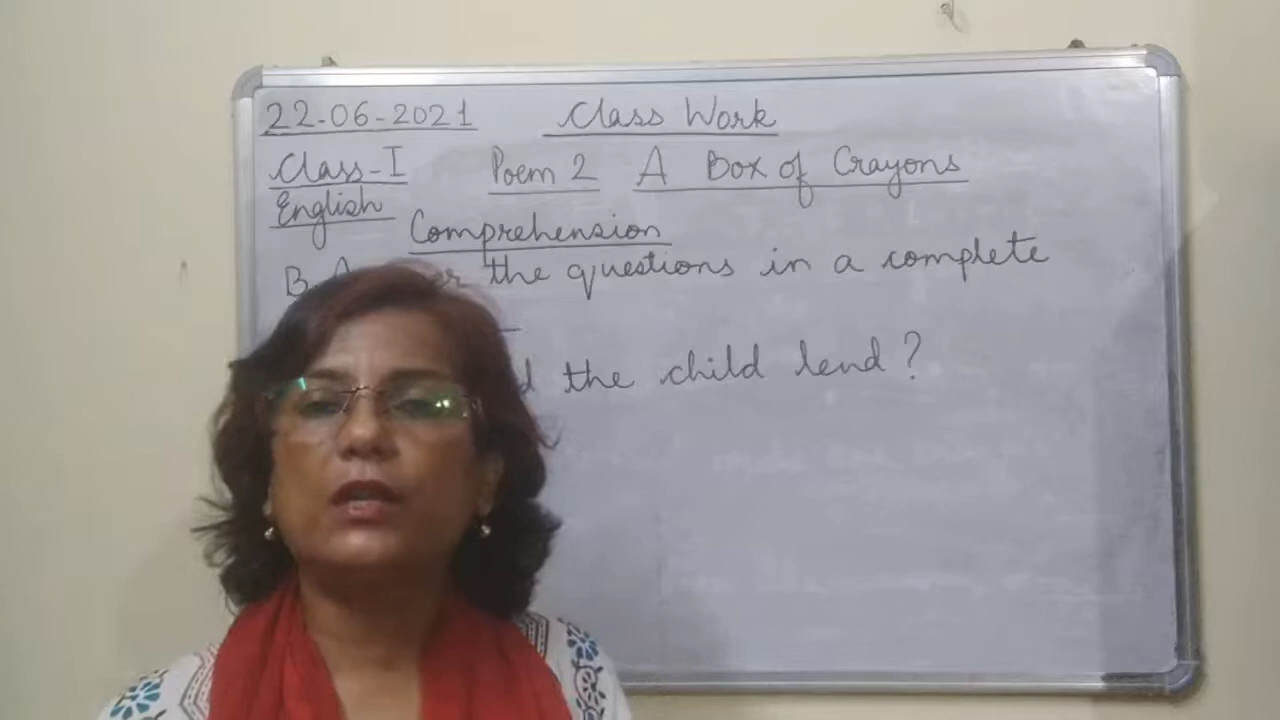 22-06-2021 Class Work
Class-I Poem 2 A Box of Crayons
English
Comprehension
B. the questions in a complete
the child lend?